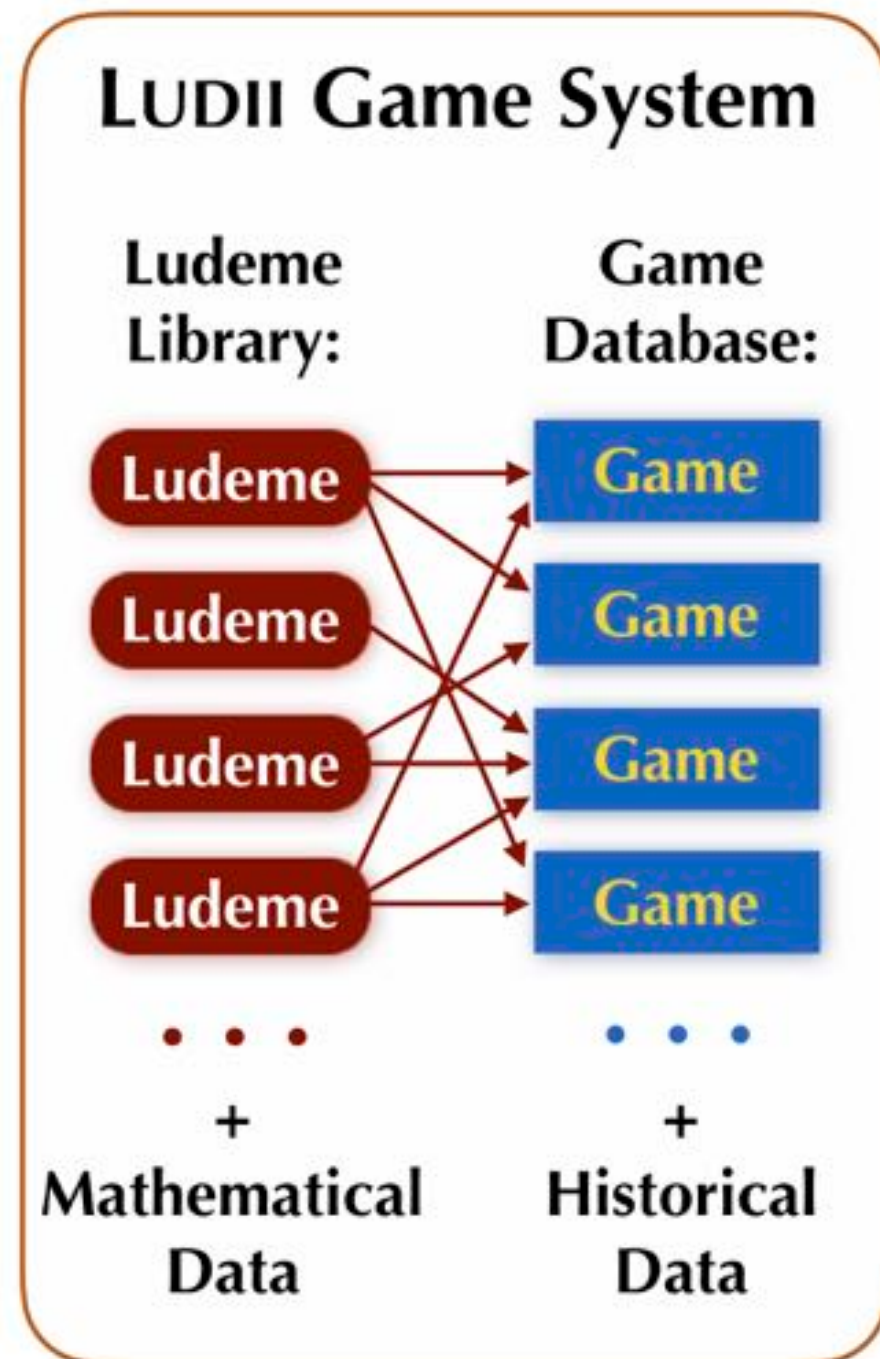 LUDII Game System
Ludeme
Library:
Game
Database:
Ludeme
Game
Ludeme
Game
Ludeme
Game
Ludeme
Game
• • •
• • •
+
Mathematical
Data
+
Historical
Data